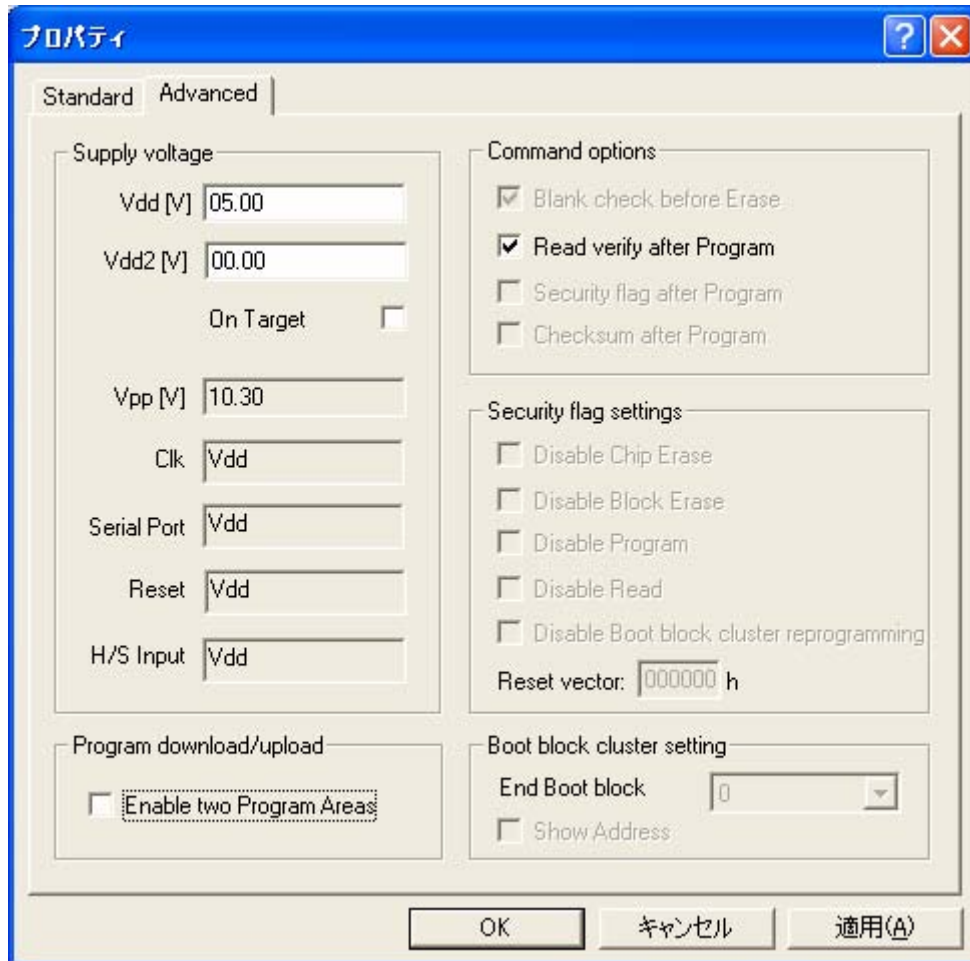 プロパティ
Standard
Advanced
Supply voltage
Vdd [V] 05.00
Vdd2 [V] 00.00
On Target
Vpp [V] 10.30
Clk Vdd
Serial Port Vdd
Reset Vdd
H/S Input Vdd
Program download/upload
Enable two Program Areas
Command options
Blank check before Erase
Read verify after Program
Security flag after Program
Checksum after Program
Security flag settings
Disable Chip Erase
Disable Block Erase
Disable Program
Disable Read
Disable Boot block cluster reprogramming
Reset vector: 000000 h
Boot block cluster setting
End Boot block 0
Show Address
OK
キャンセル
適用(A)